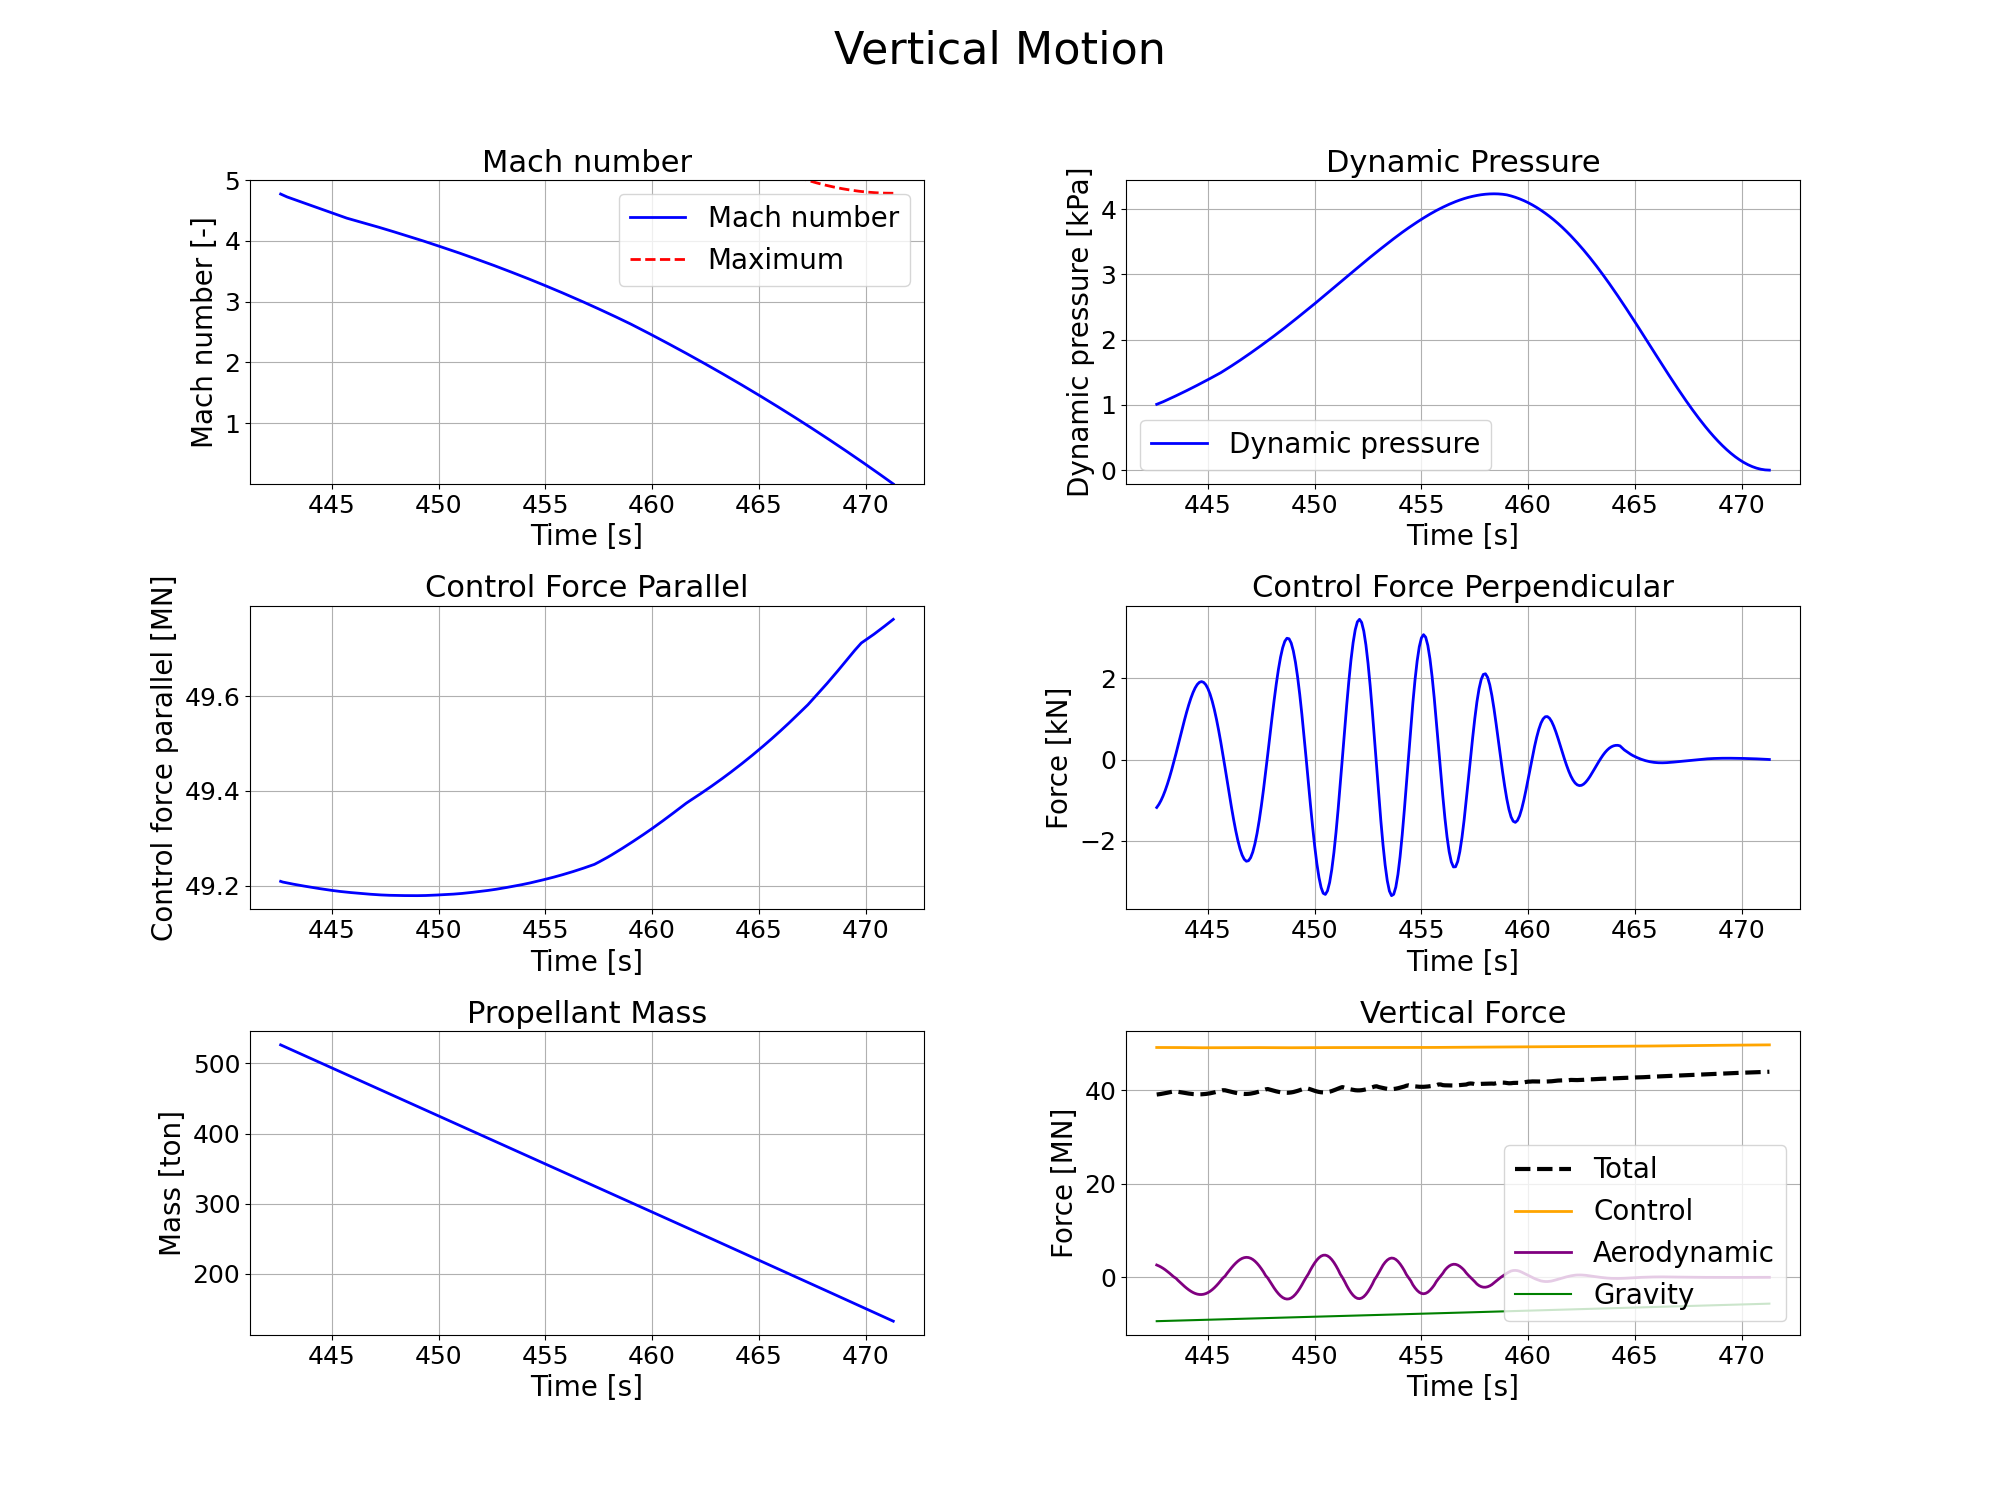 Vertical Motion
Mach number
Mach number [-]
5
4
3
2
1
Mach number
Maximum
445 450 455 460 465 470
Time [s]
Dynamic Pressure
Dynamic pressure [kPa]
4
3
2
1
0
Dynamic pressure
445 450 455 460 465 470
Time [s]
Control Force Parallel
Control force parallel [MN]
49.6
49.4
49.2
445 450 455 460 465 470
Time [s]
Control Force Perpendicular
Force [kN]
2
0
−2
445 450 455 460 465 470
Time [s]
Propellant Mass
Mass [ton]
500
400
300
200
445 450 455 460 465 470
Time [s]
Vertical Force
Force [MN]
40
20
0
Total
Control
Aerodynamic
Gravity
445 450 455 460 465 470
Time [s]